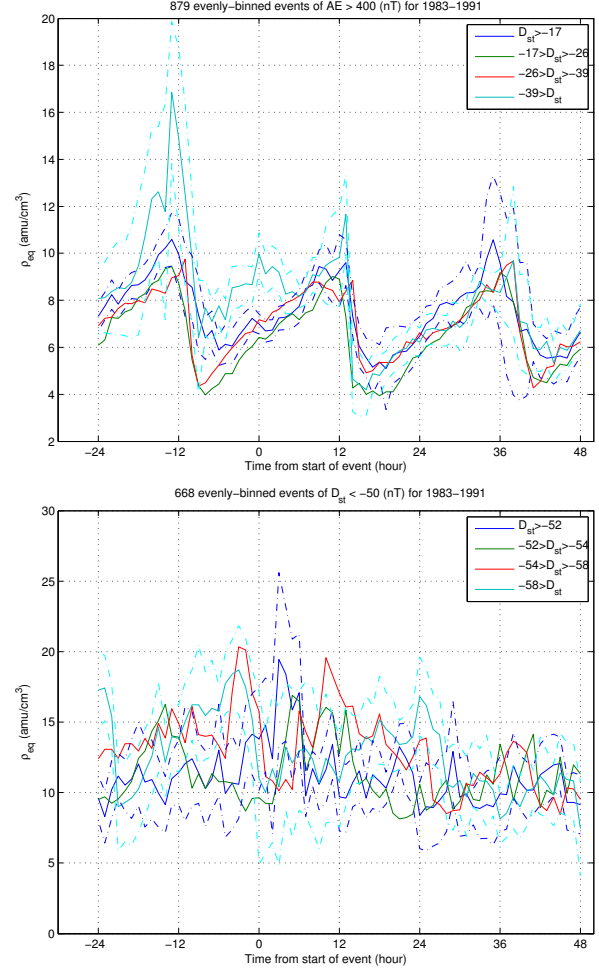 879 evenly-binned events of AE > 400 (nT) for 1983-1991
20
18
16
14
12
10
8
6
4
2
ρeq (amu/cm³)
Dst>-17
-17>Dst>-26
-26>Dst>-39
-39>Dst
-24 -12 0 12 24 36 48
Time from start of event (hour)
668 evenly-binned events of Dst < -50 (nT) for 1983-1991
30
25
20
15
10
5
0
ρeq (amu/cm³)
Dst>-52
-52>Dst>-54
-54>Dst>-58
-58>Dst
-24 -12 0 12 24 36 48
Time from start of event (hour)